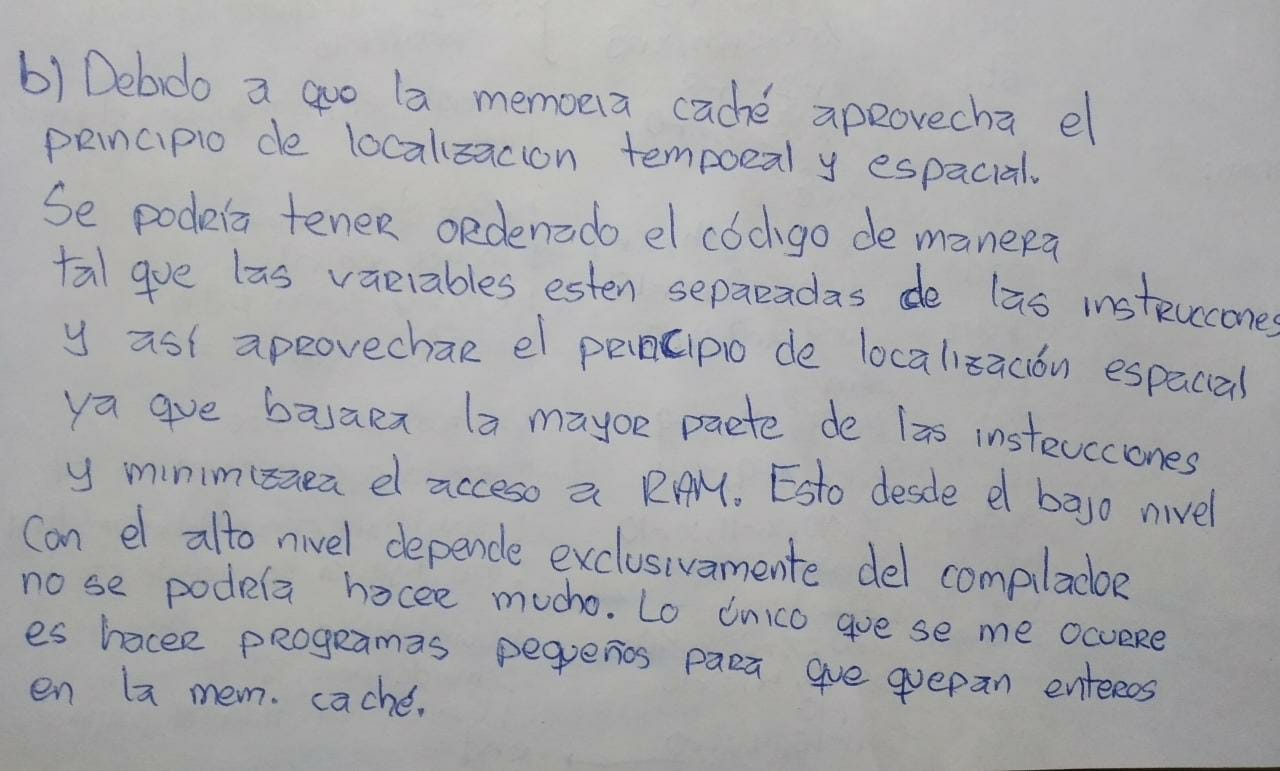 b) Debido a que la memoria caché aprovecha el
principio de localizacion temporal y espacial.
Se podría tener ordenado el código de manera
tal que las variables esten separadas de las instrucciones
y así aprovechar el principio de localización espacial
ya que bajara la mayor parte de las instrucciones
y minimizara el acceso a RAM. Esto desde el bajo nivel
Con el alto nivel depende exclusivamente del compilador
no se podría hacer mucho. Lo único que se me ocurre
es hacer programas pequeños para que quepan enteros
en la mem. caché.